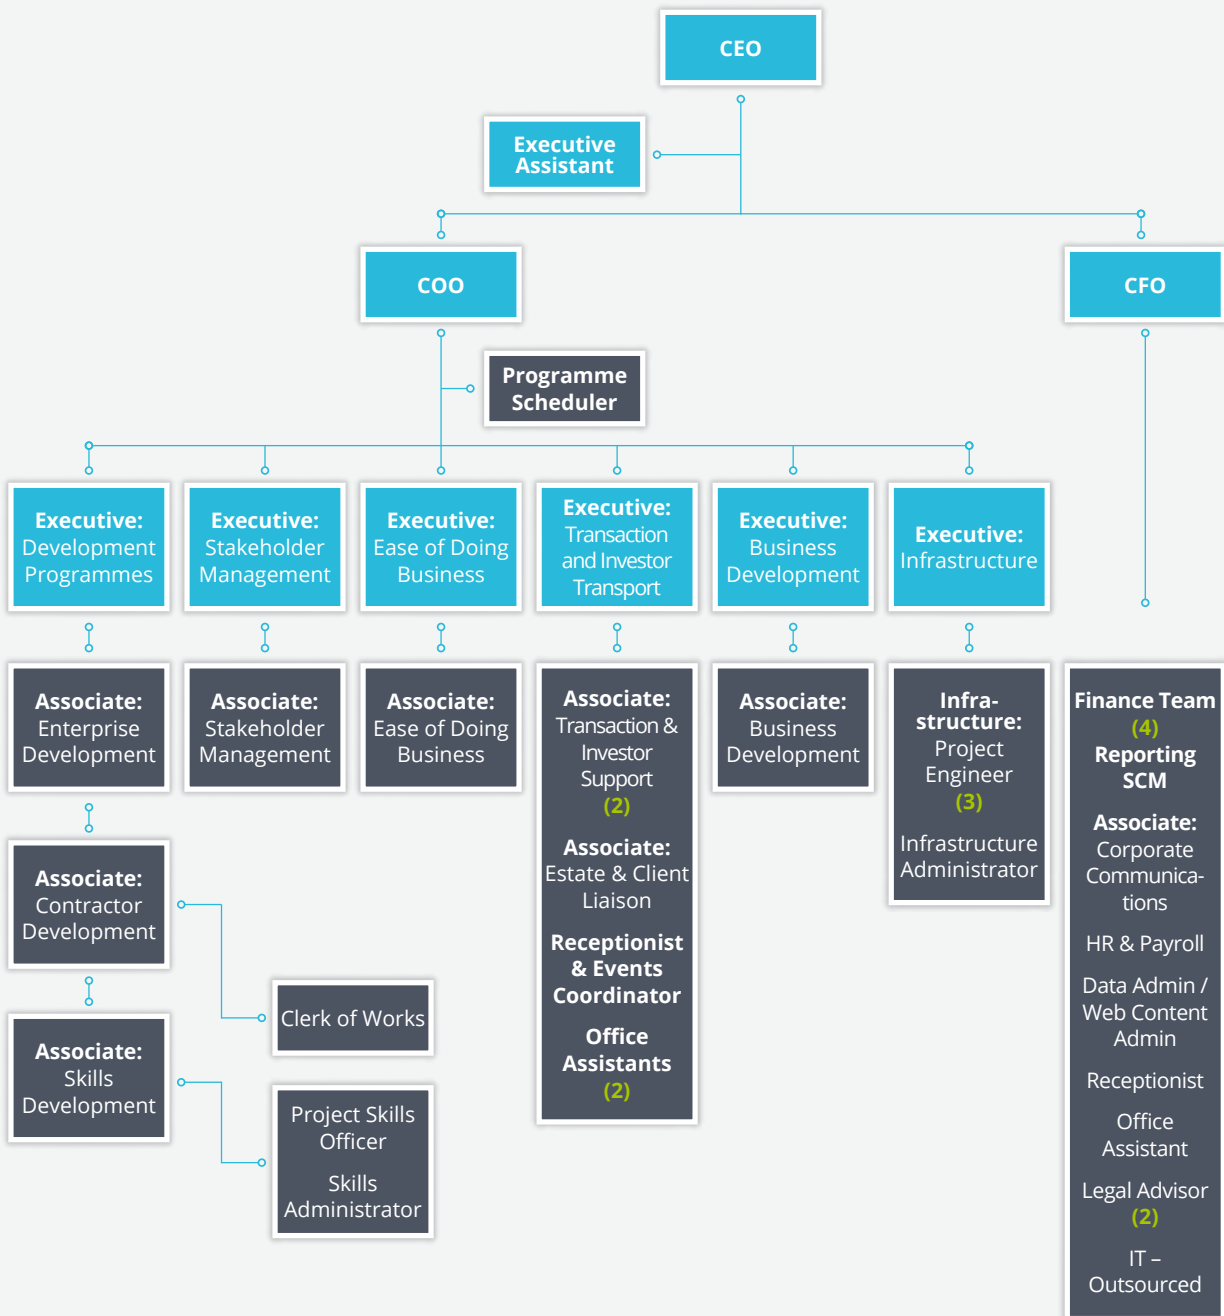 CEO
Executive
Assistant
COO
CFO
Programme
Scheduler
Executive:
Development
Programmes
Executive:
Stakeholder
Management
Executive:
Ease of Doing
Business
Executive:
Transaction
and Investor
Transport
Executive:
Business
Development
Executive:
Infrastructure
Associate:
Enterprise
Development
Associate:
Stakeholder
Management
Associate:
Ease of Doing
Business
Associate:
Transaction &
Investor
Support
(2)
Associate:
Estate & Client
Liaison
Receptionist
& Events
Coordinator
Office
Assistants
(2)
Associate:
Business
Development
Infra-
structure:
Project
Engineer
(3)
Infrastructure
Administrator
Finance Team
(4)
Reporting
SCM
Associate:
Corporate
Communica-
tions
HR & Payroll
Data Admin /
Web Content
Admin
Receptionist
Office
Assistant
Legal Advisor
(2)
IT –
Outsourced
Associate:
Contractor
Development
Clerk of Works
Associate:
Skills
Development
Project Skills
Officer
Skills
Administrator